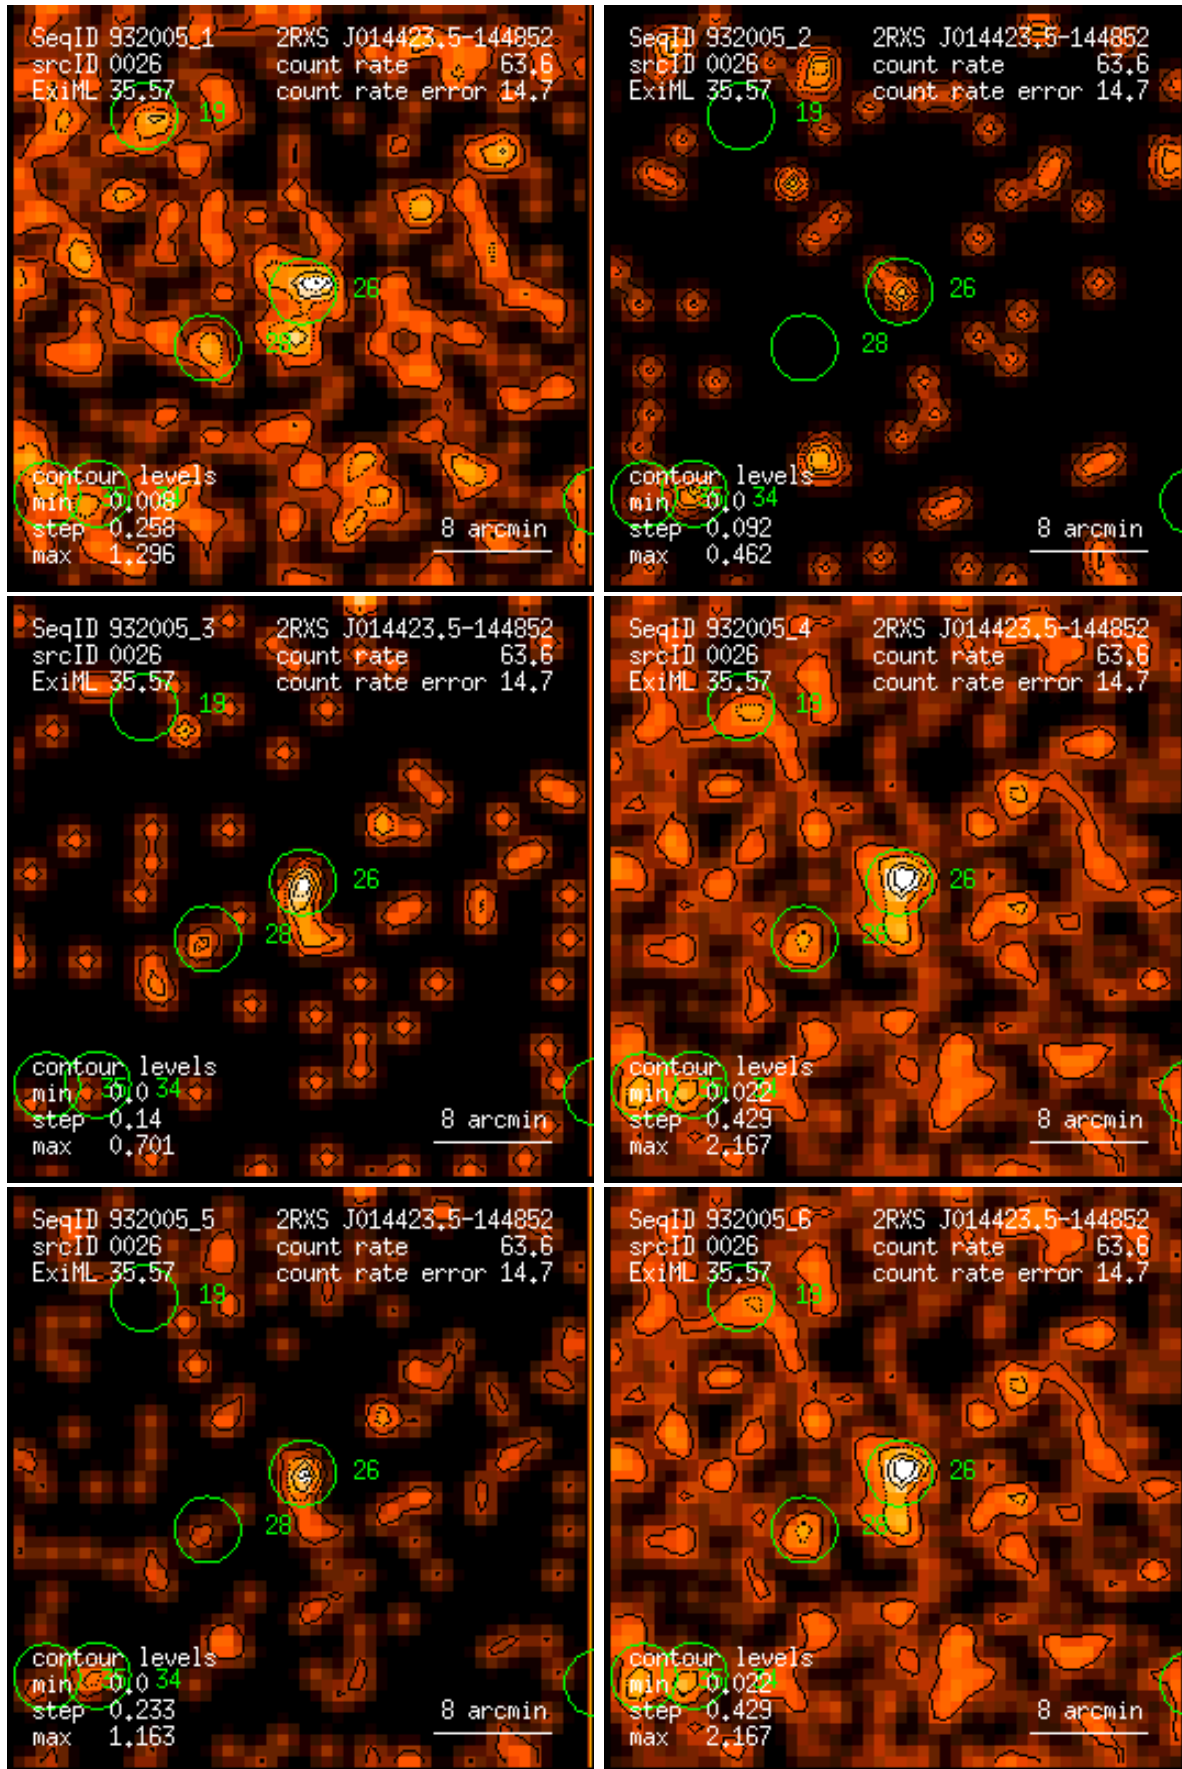 SeqID 932005_1 2RXS J014423.5-144852
srcID 0026 count rate 63.6
ExiML 35.57 count rate error 14.7
19
26
28
contour levels
35 34
min 0.008
step 0.258 8 arcmin
max 1.296
SeqID 932005_2 2RXS J014423.5-144852
srcID 0026 count rate 63.6
ExiML 35.57 count rate error 14.7
19
26
28
contour levels
35 34
min 0.0
step 0.092 8 arcmin
max 0.462
SeqID 932005_3 2RXS J014423.5-144852
srcID 0026 count rate 63.6
ExiML 35.57 count rate error 14.7
19
26
28
contour levels
35 34
min 0.0
step 0.14 8 arcmin
max 0.701
SeqID 932005_4 2RXS J014423.5-144852
srcID 0026 count rate 63.6
ExiML 35.57 count rate error 14.7
19
26
28
contour levels
35 34
min 0.022
step 0.429 8 arcmin
max 2.167
SeqID 932005_5 2RXS J014423.5-144852
srcID 0026 count rate 63.6
ExiML 35.57 count rate error 14.7
19
26
28
contour levels
35 34
min 0.0
step 0.233 8 arcmin
max 1.163
SeqID 932005_6 2RXS J014423.5-144852
srcID 0026 count rate 63.6
ExiML 35.57 count rate error 14.7
19
26
28
contour levels
35 34
min 0.022
step 0.429 8 arcmin
max 2.167